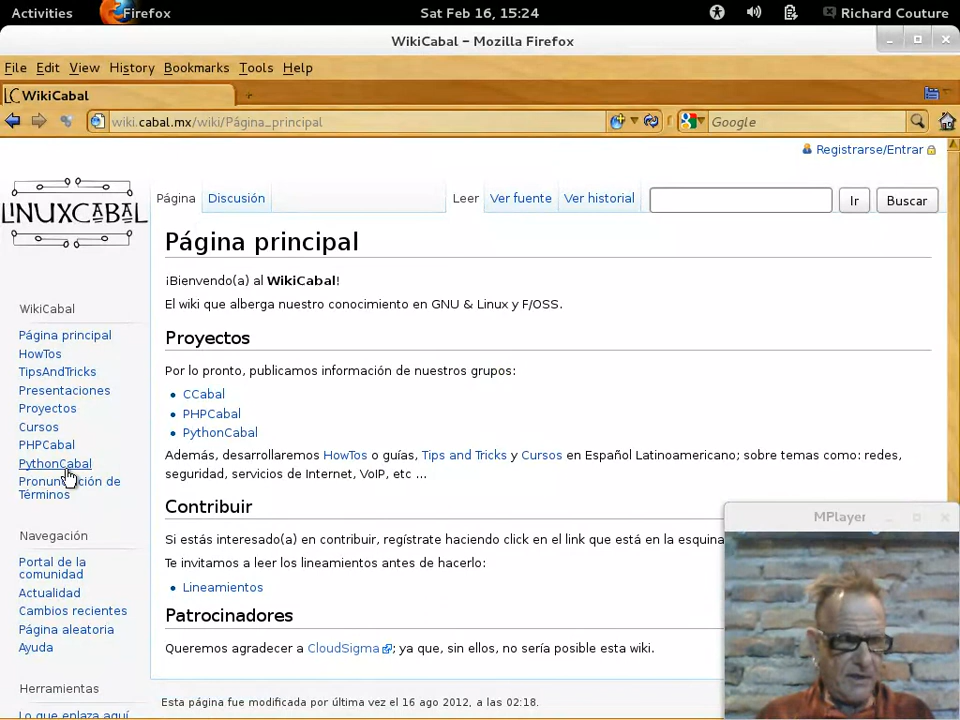 Activities Firefox Sat Feb 16, 15:24 Richard Couture
WikiCabal – Mozilla Firefox
File Edit View History Bookmarks Tools Help
WikiCabal
wiki.cabal.mx/wiki/Página_principal Google
Registrarse/Entrar
LINUXCABAL
Página Discusión Leer Ver fuente Ver historial Ir Buscar
Página principal
¡Bienvendo(a) al WikiCabal!
El wiki que alberga nuestro conocimiento en GNU & Linux y F/OSS.
Proyectos
Por lo pronto, publicamos información de nuestros grupos:
• CCabal
• PHPCabal
• PythonCabal
Además, desarrollaremos HowTos o guías, Tips and Tricks y Cursos en Español Latinoamericano; sobre temas como: redes,
seguridad, servicios de Internet, VoIP, etc ...
Contribuir
Si estás interesado(a) en contribuir, regístrate haciendo click en el link que está en la esquina
Te invitamos a leer los lineamientos antes de hacerlo:
• Lineamientos
Patrocinadores
Queremos agradecer a CloudSigma; ya que, sin ellos, no sería posible esta wiki.
Esta página fue modificada por última vez el 16 ago 2012, a las 02:18.
WikiCabal
Página principal
HowTos
TipsAndTricks
Presentaciones
Proyectos
Cursos
PHPCabal
PythonCabal
Pronunciación de
Términos
Navegación
Portal de la
comunidad
Actualidad
Cambios recientes
Página aleatoria
Ayuda
Herramientas
Lo que enlaza aquí
MPlayer